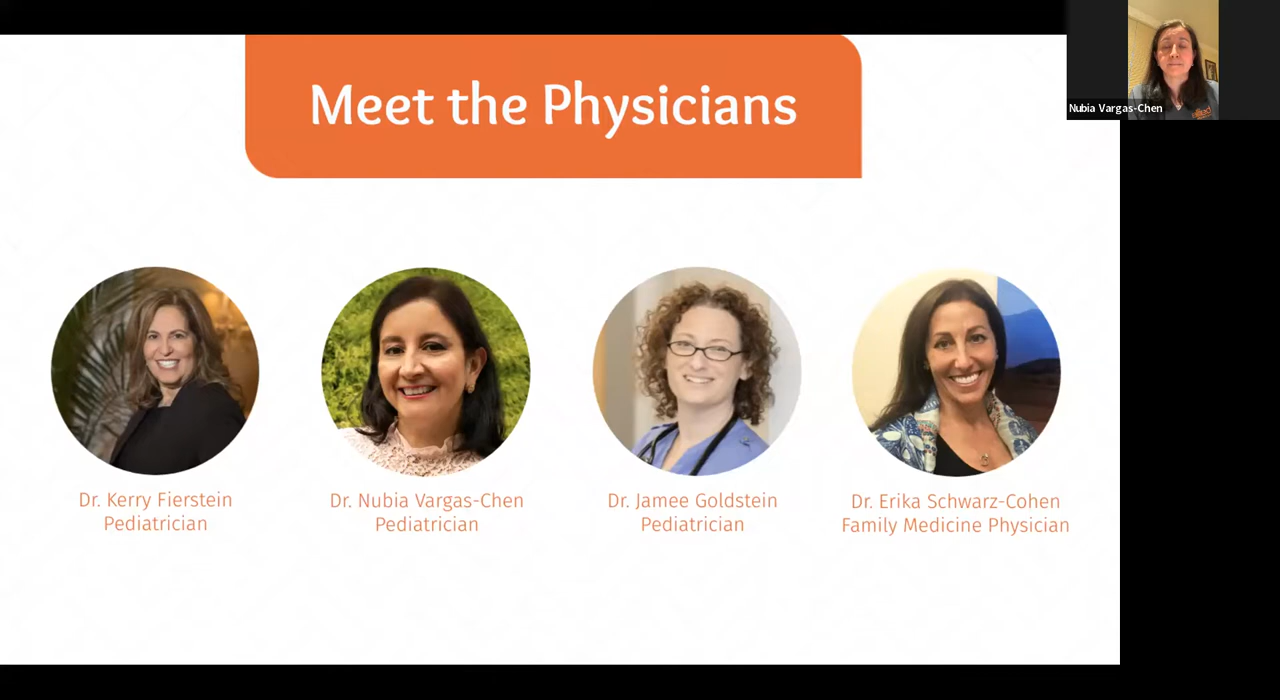 Meet the Physicians
Nubia Vargas-Chen
Dr. Kerry Fierstein
Pediatrician
Dr. Nubia Vargas-Chen
Pediatrician
Dr. Jamee Goldstein
Pediatrician
Dr. Erika Schwarz-Cohen
Family Medicine Physician